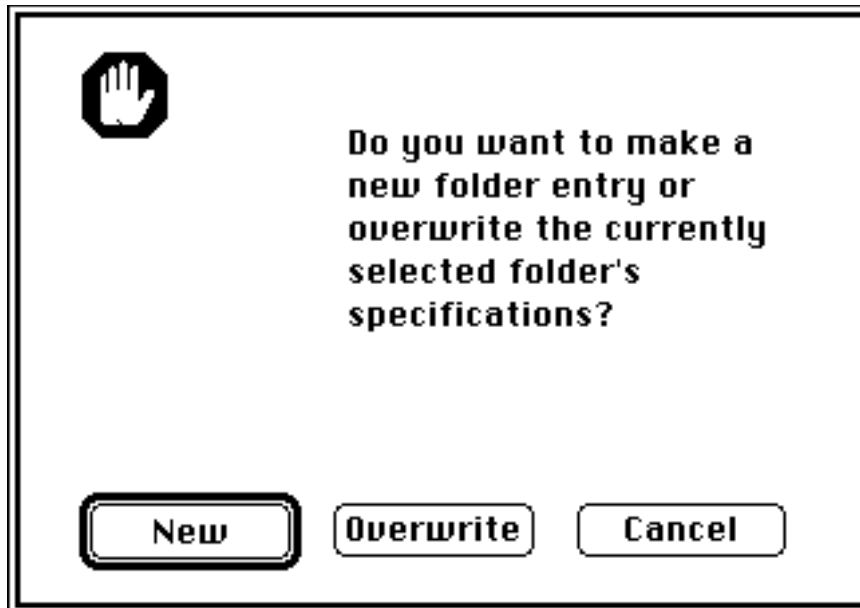 Do you want to make a
new folder entry or
overwrite the currently
selected folder's
specifications?
New
Overwrite
Cancel